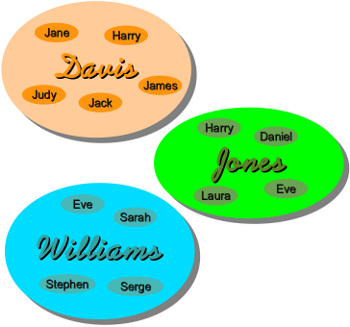 Jane
Harry
Davis
James
Judy
Jack
Harry
Daniel
Jones
Laura
Eve
Eve
Sarah
Williams
Stephen
Serge